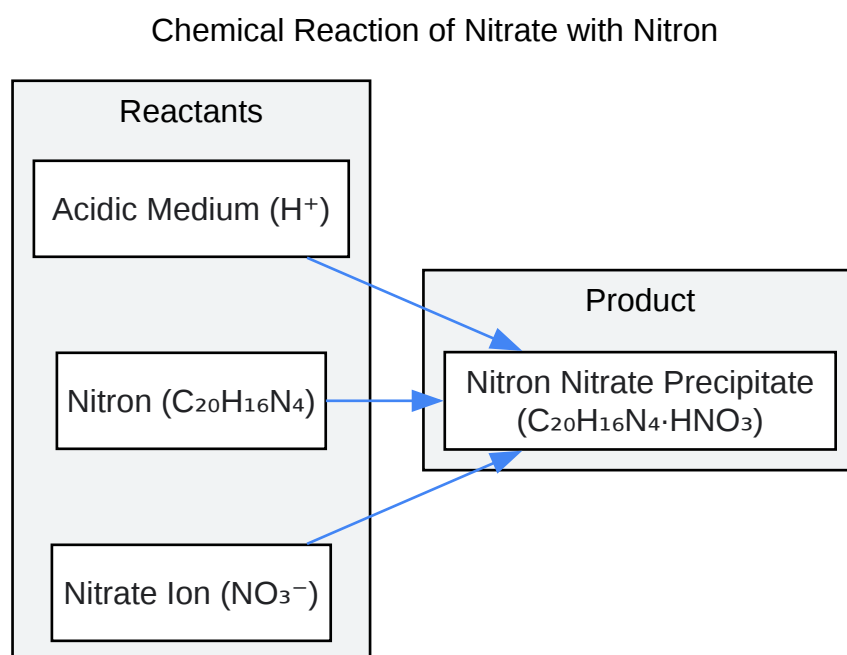 Chemical Reaction of Nitrate with Nitron
Reactants
Acidic Medium (H⁺)
Nitron (C₂₀H₁₆N₄)
Nitrate Ion (NO₃⁻)
Product
Nitron Nitrate Precipitate
(C₂₀H₁₆N₄·HNO₃)